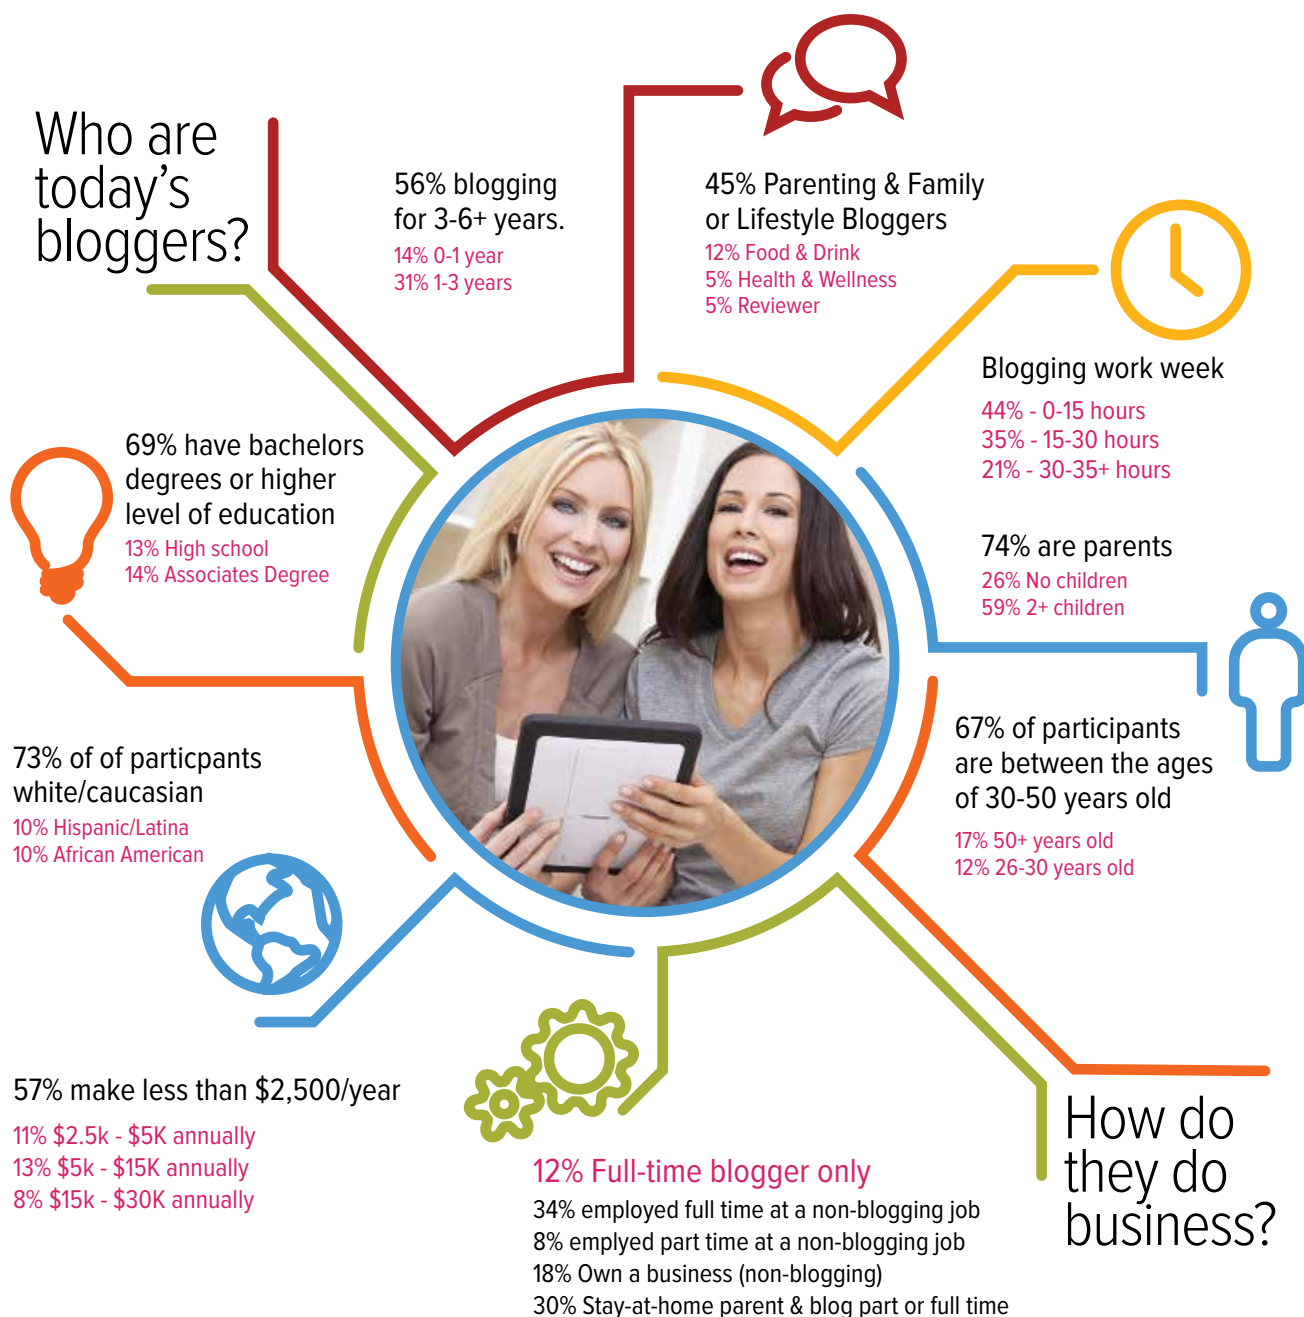 Who are
today's
bloggers?
56% blogging
for 3-6+ years.
14% 0-1 year
31% 1-3 years
45% Parenting & Family
or Lifestyle Bloggers
12% Food & Drink
5% Health & Wellness
5% Reviewer
Blogging work week
44% - 0-15 hours
35% - 15-30 hours
21% - 30-35+ hours
69% have bachelors
degrees or higher
level of education
13% High school
14% Associates Degree
74% are parents
26% No children
59% 2+ children
73% of of particpants
white/caucasian
10% Hispanic/Latina
10% African American
67% of participants
are between the ages
of 30-50 years old
17% 50+ years old
12% 26-30 years old
57% make less than $2,500/year
11% $2.5k - $5K annually
13% $5k - $15K annually
8% $15k - $30K annually
12% Full-time blogger only
34% employed full time at a non-blogging job
8% emplyed part time at a non-blogging job
18% Own a business (non-blogging)
30% Stay-at-home parent & blog part or full time
How do
they do
business?